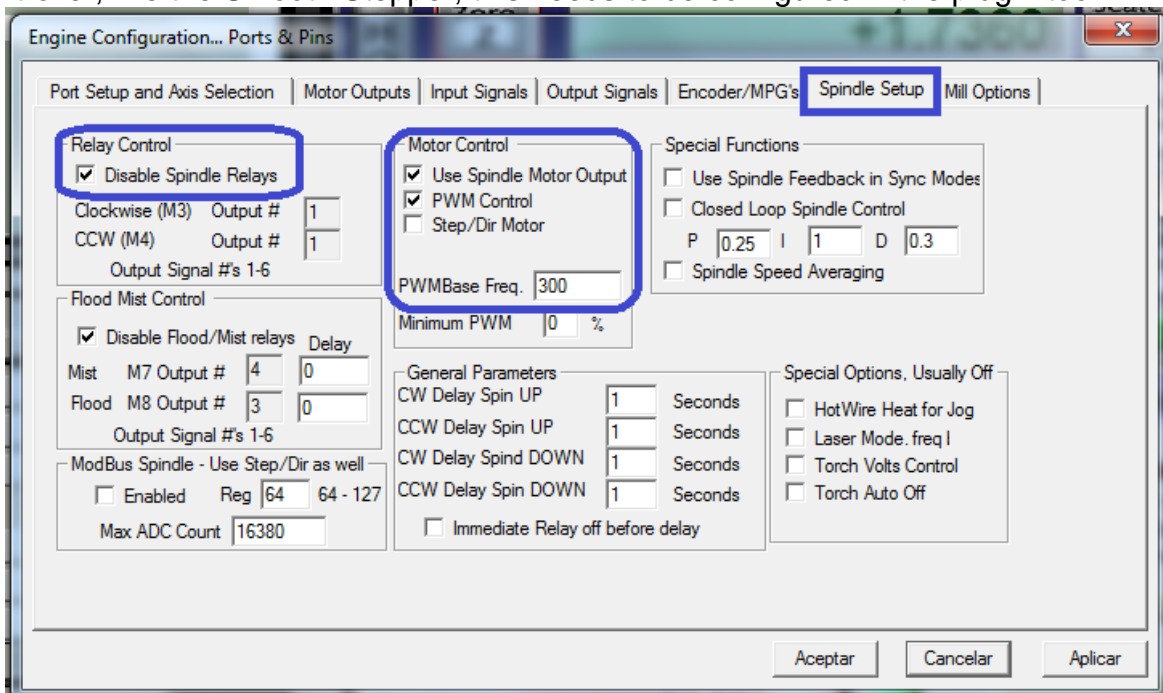 Engine Configuration... Ports & Pins
+1.7380
Zero
Port Setup and Axis Selection Motor Outputs Input Signals Output Signals Encoder/MPG's Spindle Setup Mill Options
Relay Control
Disable Spindle Relays
Clockwise (M3) Output # 1
CCW (M4) Output # 1
Output Signal #'s 1-6
Flood Mist Control
Disable Flood/Mist relays Delay
Mist M7 Output # 4 0
Flood M8 Output # 3 0
Output Signal #'s 1-6
ModBus Spindle - Use Step/Dir as well
Enabled Reg 64 64 - 127
Max ADC Count 16380
Motor Control
Use Spindle Motor Output
PWM Control
Step/Dir Motor
PWMBase Freq. 300
Minimum PWM 0 %
General Parameters
CW Delay Spin UP 1 Seconds
CCW Delay Spin UP 1 Seconds
CW Delay Spind DOWN 1 Seconds
CCW Delay Spin DOWN 1 Seconds
Immediate Relay off before delay
Special Functions
Use Spindle Feedback in Sync Modes
Closed Loop Spindle Control
P 0.25 I 1 D 0.3
Spindle Speed Averaging
Special Options, Usually Off
HotWire Heat for Jog
Laser Mode. freq l
Torch Volts Control
Torch Auto Off
Aceptar Cancelar Aplicar